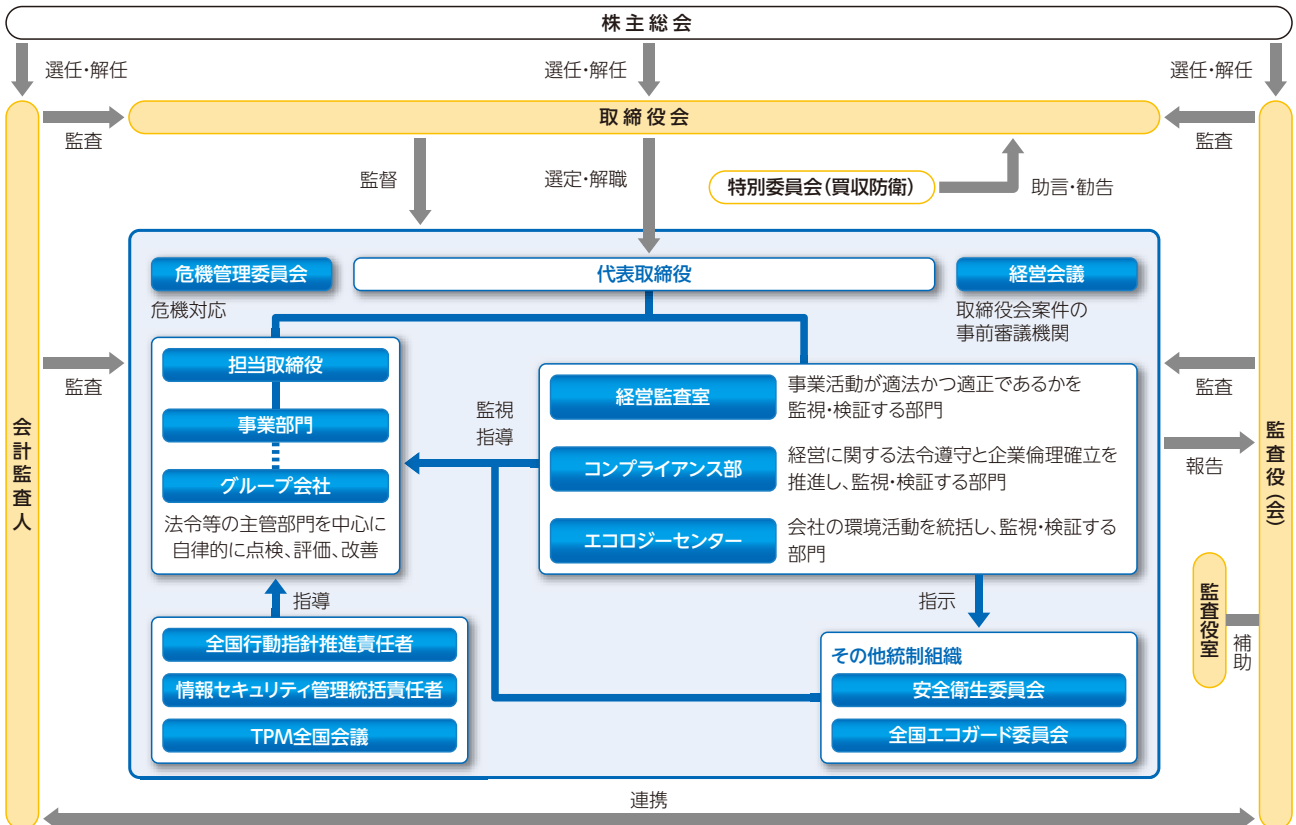 株主総会
選任・解任
選任・解任
選任・解任
取締役会
監査
監査
監督
選定・解職
特別委員会(買収防衛)
助言・勧告
危機管理委員会
代表取締役
経営会議
危機対応
取締役会案件の
事前審議機関
担当取締役
事業部門
グループ会社
法令等の主管部門を中心に
自律的に点検、評価、改善
監査
監視
指導
経営監査室
事業活動が適法かつ適正であるかを
監視・検証する部門
コンプライアンス部
経営に関する法令遵守と企業倫理確立を
推進し、監視・検証する部門
エコロジーセンター
会社の環境活動を統括し、監視・検証する
部門
監査
報告
会計監査人
監査役(会)
監査役室
補助
指導
指示
全国行動指針推進責任者
情報セキュリティ管理統括責任者
TPM全国会議
その他統制組織
安全衛生委員会
全国エコガード委員会
連携